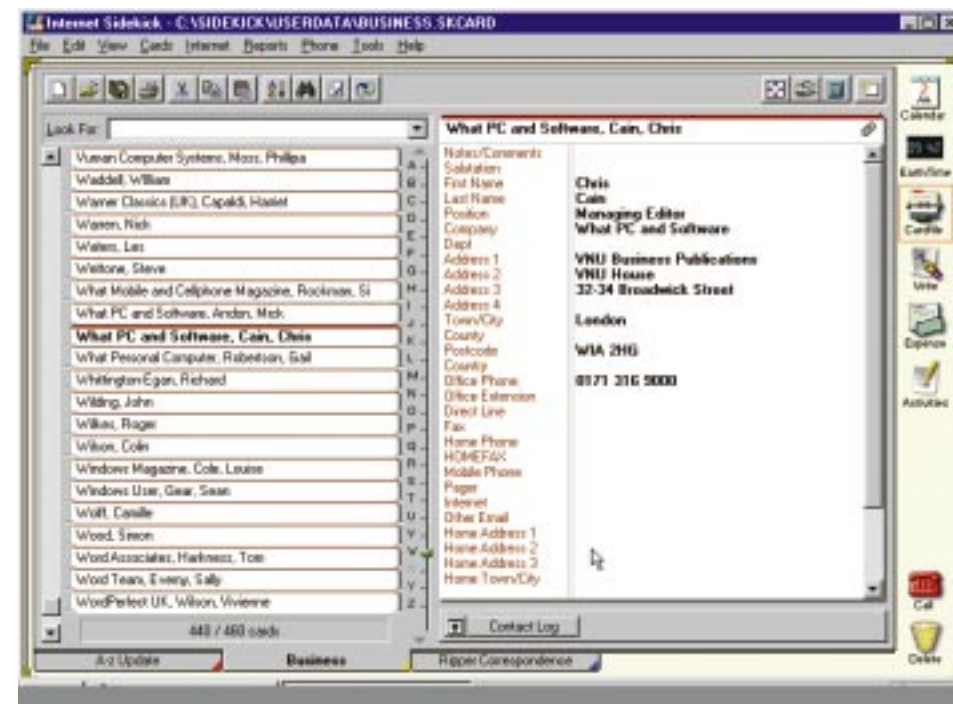 Internet Sidekick - C:\SIDEKICK\USERDATA\BUSINESS.SKCARD
File Edit View Cards Internet Reports Phone Tools Help
Look For:
Vuman Computer Systems, Moss, Phillipa
Waddell, William
Warner Classics (UK), Capaldi, Harriet
Warren, Nick
Waters, Les
Wettone, Steve
What Mobile and Cellphone Magazine, Rockman, Si
What PC and Software, Andon, Mick
What PC and Software, Cain, Chris
What Personal Computer, Robertson, Gail
Whittington-Egan, Richard
Wilding, John
Wilkes, Roger
Wilson, Colin
Windows Magazine, Cole, Louise
Windows User, Gear, Sean
Wolff, Camille
Wood, Simon
Word Associates, Harkness, Tom
Word Team, Evemy, Sally
WordPerfect UK, Wilson, Vivienne
440 / 460 cards
A
B
C
D
E
F
G
H
I
J
K
L
M
N
O
P
Q
R
S
T
U
V
W
Y
Z
What PC and Software, Cain, Chris
Notes/Comments
Salutation
First Name Chris
Last Name Cain
Position Managing Editor
Company What PC and Software
Dept
Address 1 VNU Business Publications
Address 2 VNU House
Address 3 32-34 Broadwick Street
Address 4
Town/City London
County
Postcode W1A 2HG
Country
Office Phone 0171 316 9000
Office Extension
Direct Line
Fax
Home Phone
HOMEFAX
Mobile Phone
Pager
Internet
Other Email
Home Address 1
Home Address 2
Home Address 3
Home Town/City
Contact Log
Calendar
EarthTime
Cardfile
Write
Expense
Activities
Call
Delete
A-z Update Business Ripper Correspondence